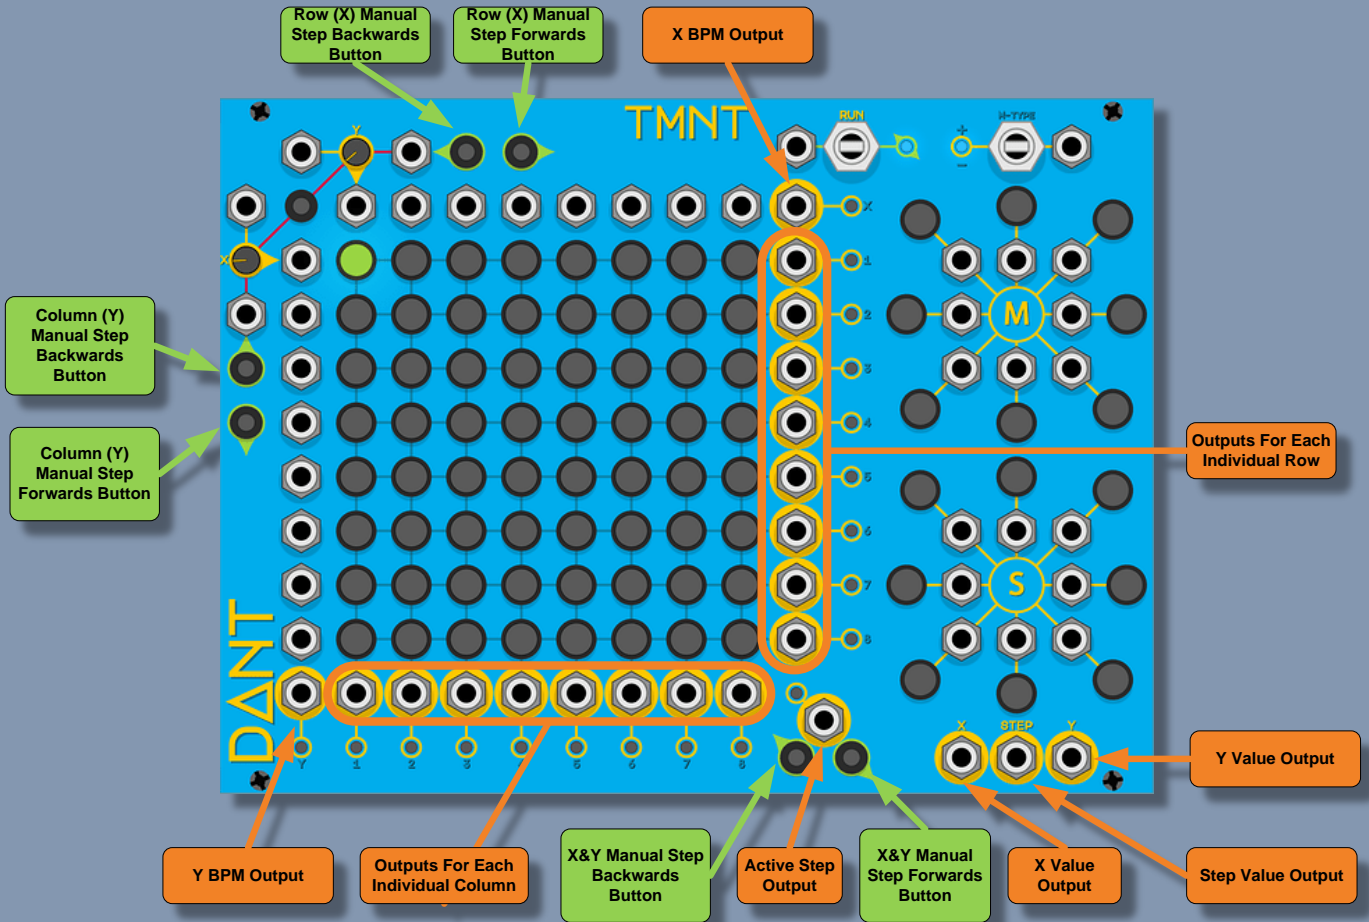 Row (X) Manual
Step Backwards
Button
Row (X) Manual
Step Forwards
Button
X BPM Output
TMNT
RUN
N-TYPE
Y
+
-
X
X
1
2
3
4
5
6
7
8
M
S
Column (Y)
Manual Step
Backwards
Button
Column (Y)
Manual Step
Forwards Button
Outputs For Each
Individual Row
DΔNT
Y
1
2
3
5
6
7
8
X
STEP
Y
Y Value Output
Y BPM Output
Outputs For Each
Individual Column
X&Y Manual Step
Backwards
Button
Active Step
Output
X&Y Manual
Step Forwards
Button
X Value
Output
Step Value Output